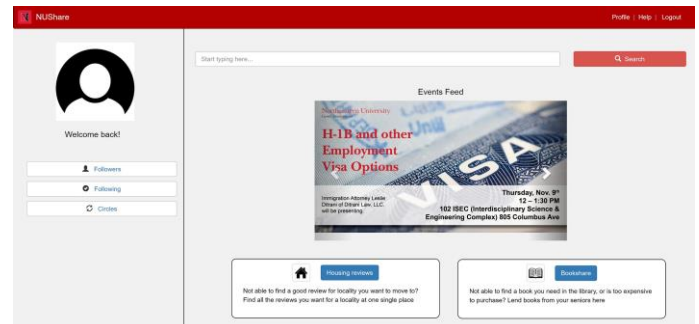 NUShare
Profile | Help | Logout
Start typing here...
Search
Welcome back!
Followers
Following
Circles
Events Feed
Northeastern University
H-1B and other
Employment
Visa Options
VISA
Immigration Attorney Leslie
Ditrani of Ditrani Law, LLC.
will be presenting.
Thursday, Nov. 9th
12 – 1:30 PM
102 ISEC (Interdisciplinary Science &
Engineering Complex) 805 Columbus Ave
Housing reviews
Not able to find a good review for locality you want to move to?
Find all the reviews you want for a locality at one single place
Bookshare
Not able to find a book you need in the library, or is too expensive
to purchase? Lend books from your seniors here